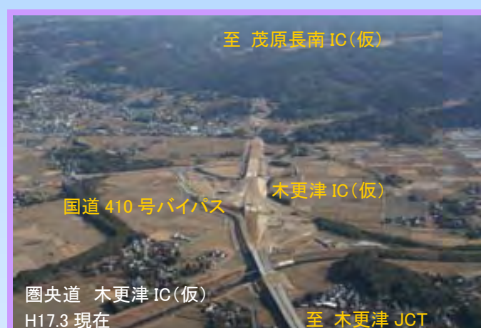 至 茂原長南 IC(仮)
木更津 IC(仮)
国道 410 号バイパス
圏央道 木更津 IC(仮)
H17.3 現在
至 木更津 JCT